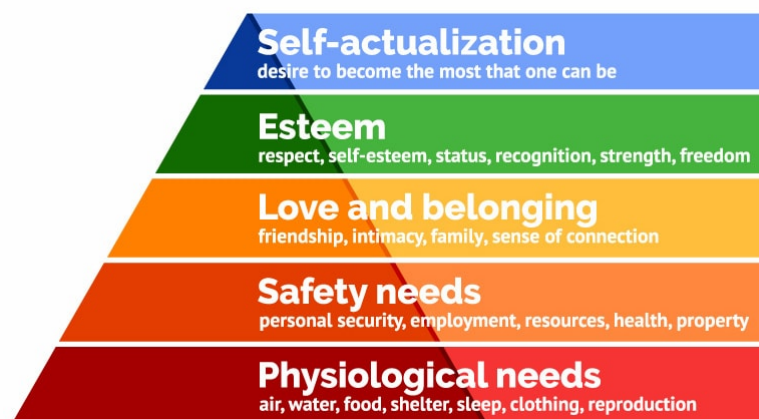 Self-actualization
desire to become the most that one can be
Esteem
respect, self-esteem, status, recognition, strength, freedom
Love and belonging
friendship, intimacy, family, sense of connection
Safety needs
personal security, employment, resources, health, property
Physiological needs
air, water, food, shelter, sleep, clothing, reproduction